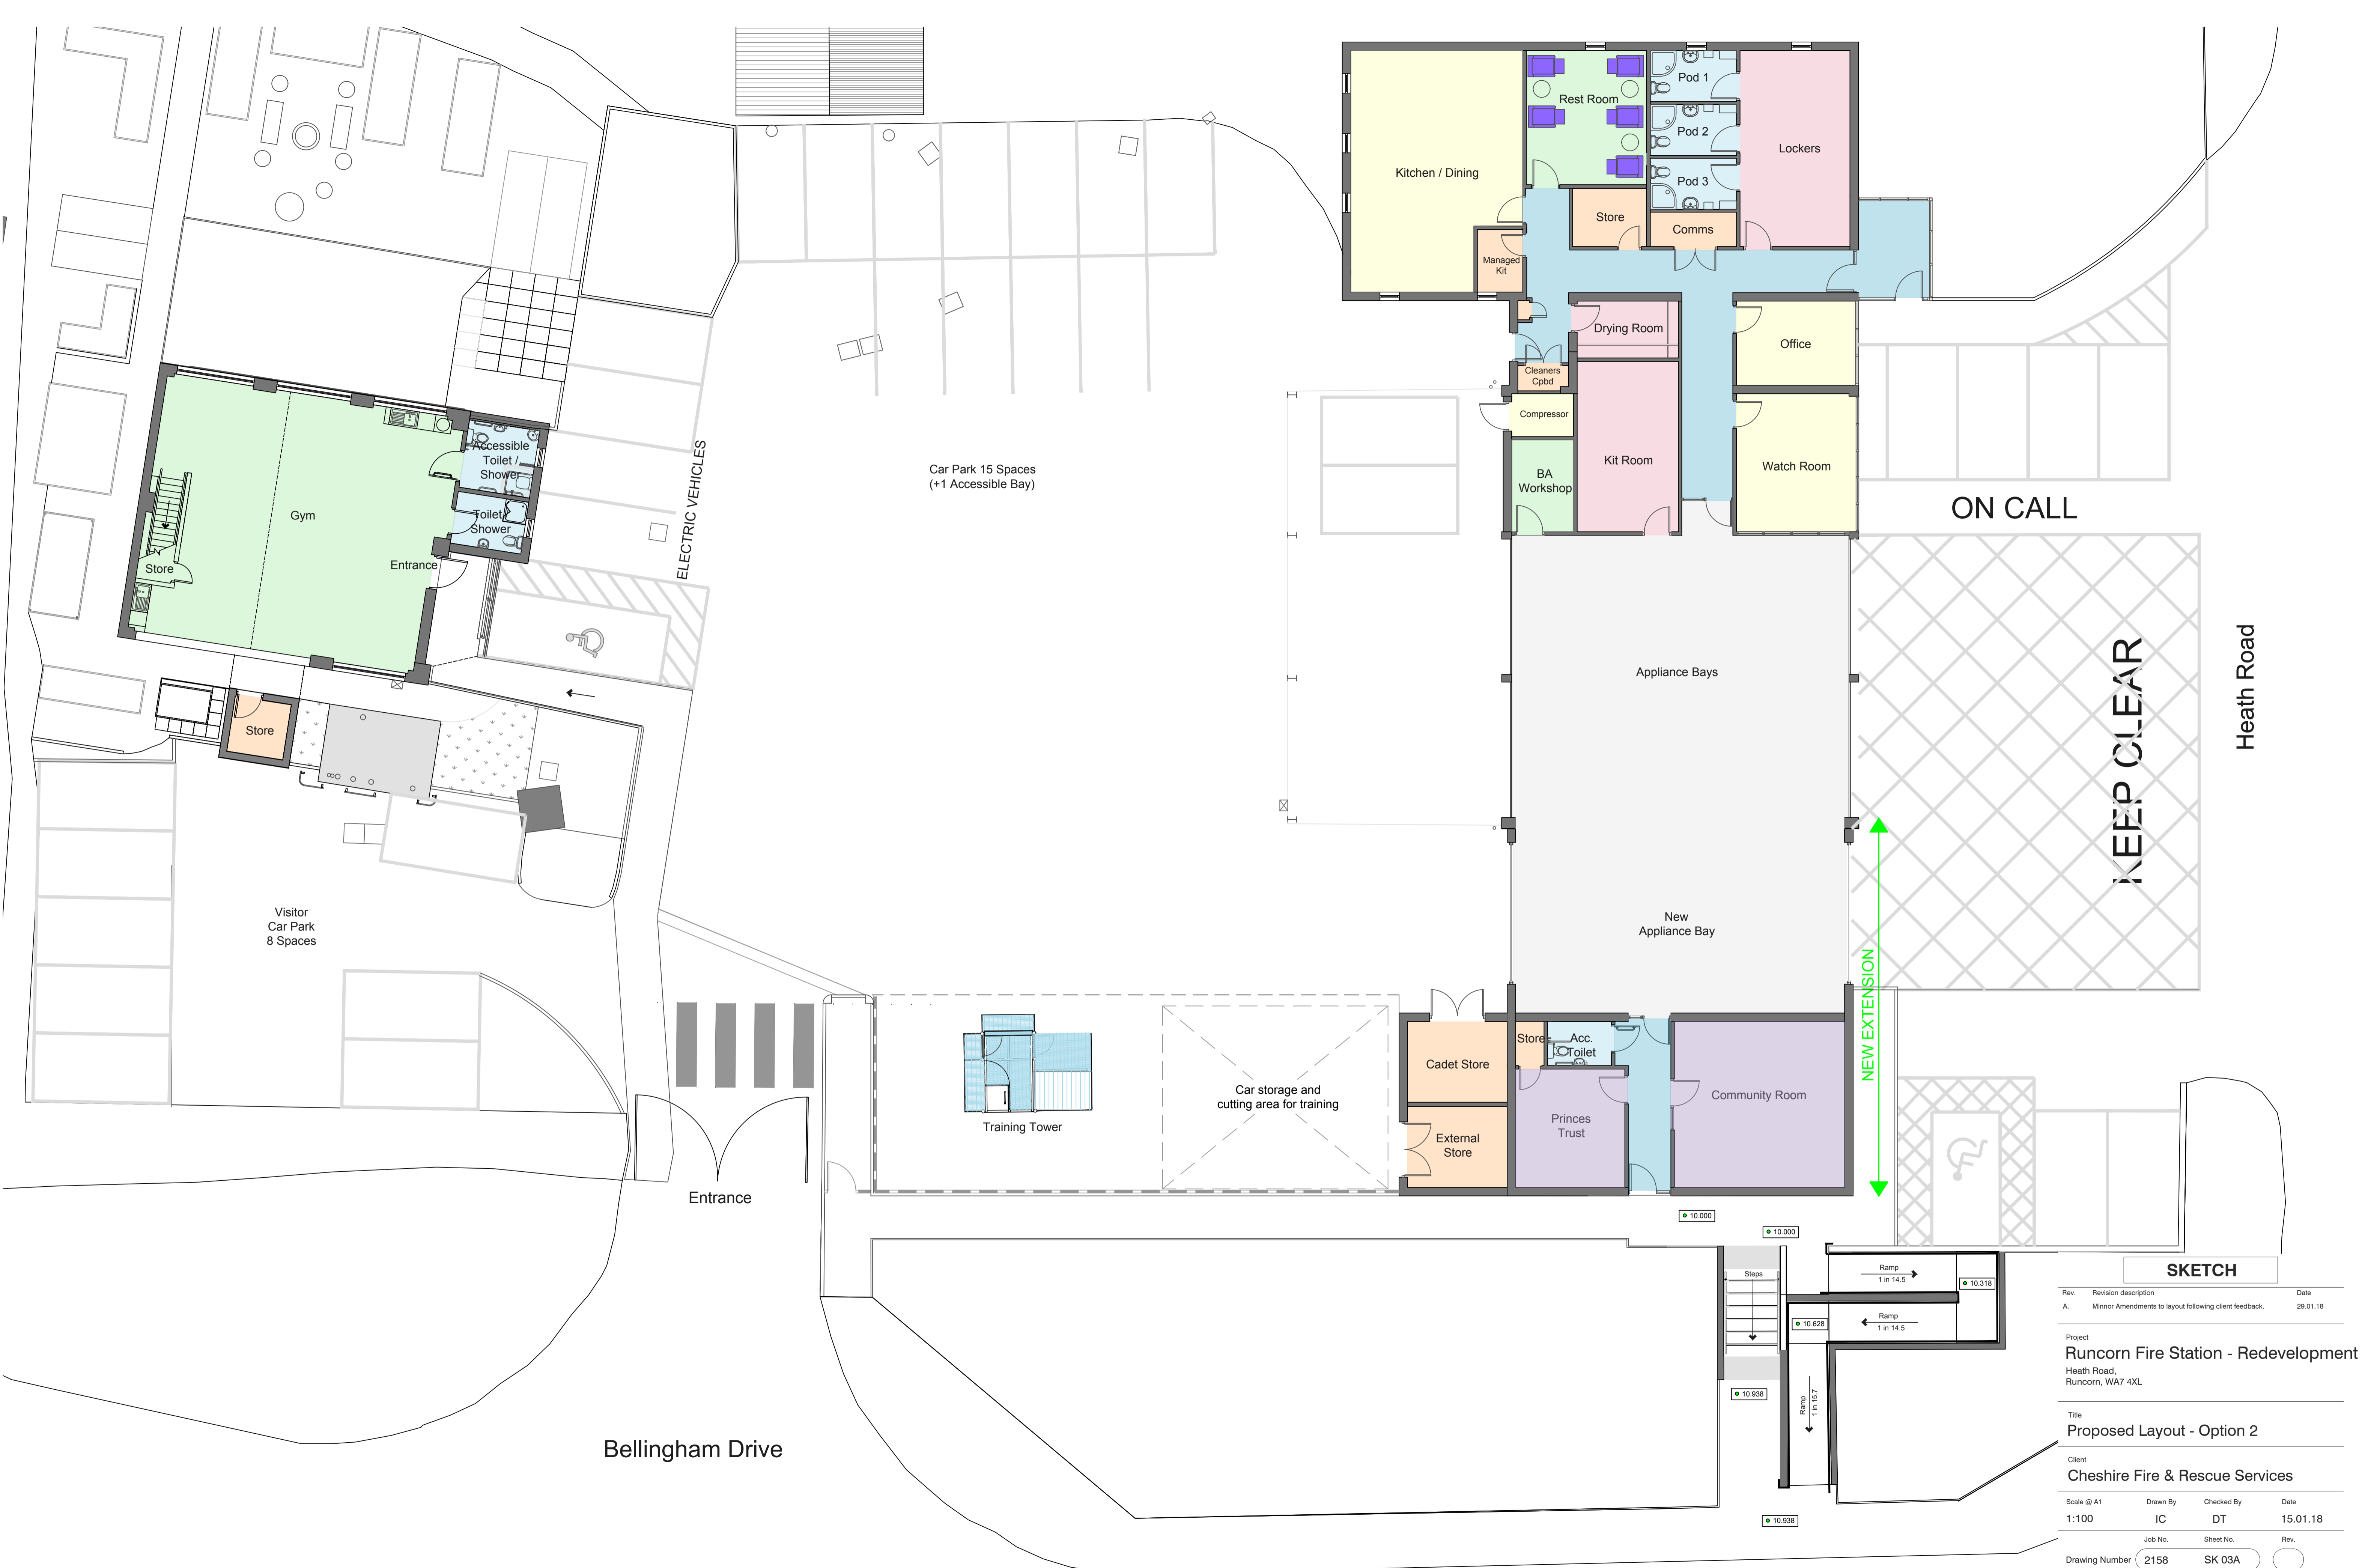 Kitchen / Dining
Rest Room
Pod 1
Pod 2
Pod 3
Lockers
Store
Comms
Managed
Kit
Drying Room
Office
Cleaners
Cpbd
Compressor
BA
Workshop
Kit Room
Watch Room
ON CALL
Accessible
Toilet /
Shower
Toilet/
Shower
Gym
Store
Entrance
ELECTRIC VEHICLES
Car Park 15 Spaces
(+1 Accessible Bay)
Store
Appliance Bays
KEEP CLEAR
Heath Road
Visitor
Car Park
8 Spaces
New
Appliance Bay
NEW EXTENSION
Training Tower
Car storage and
cutting area for training
Cadet Store
External
Store
Store
Acc.
Toilet
Princes
Trust
Community Room
Entrance
Bellingham Drive
10.000
10.000
Steps
Ramp
1 in 14.5
10.318
Ramp
1 in 14.5
10.628
10.938
Ramp
1 in 15.7
10.938
SKETCH
Rev. Revision description Date
A. Minnor Amendments to layout following client feedback. 29.01.18
Project
Runcorn Fire Station - Redevelopment
Heath Road,
Runcorn, WA7 4XL
Title
Proposed Layout - Option 2
Client
Cheshire Fire & Rescue Services
Scale @ A1 Drawn By Checked By Date
1:100 IC DT 15.01.18
Job No. Sheet No. Rev.
Drawing Number 2158 SK 03A